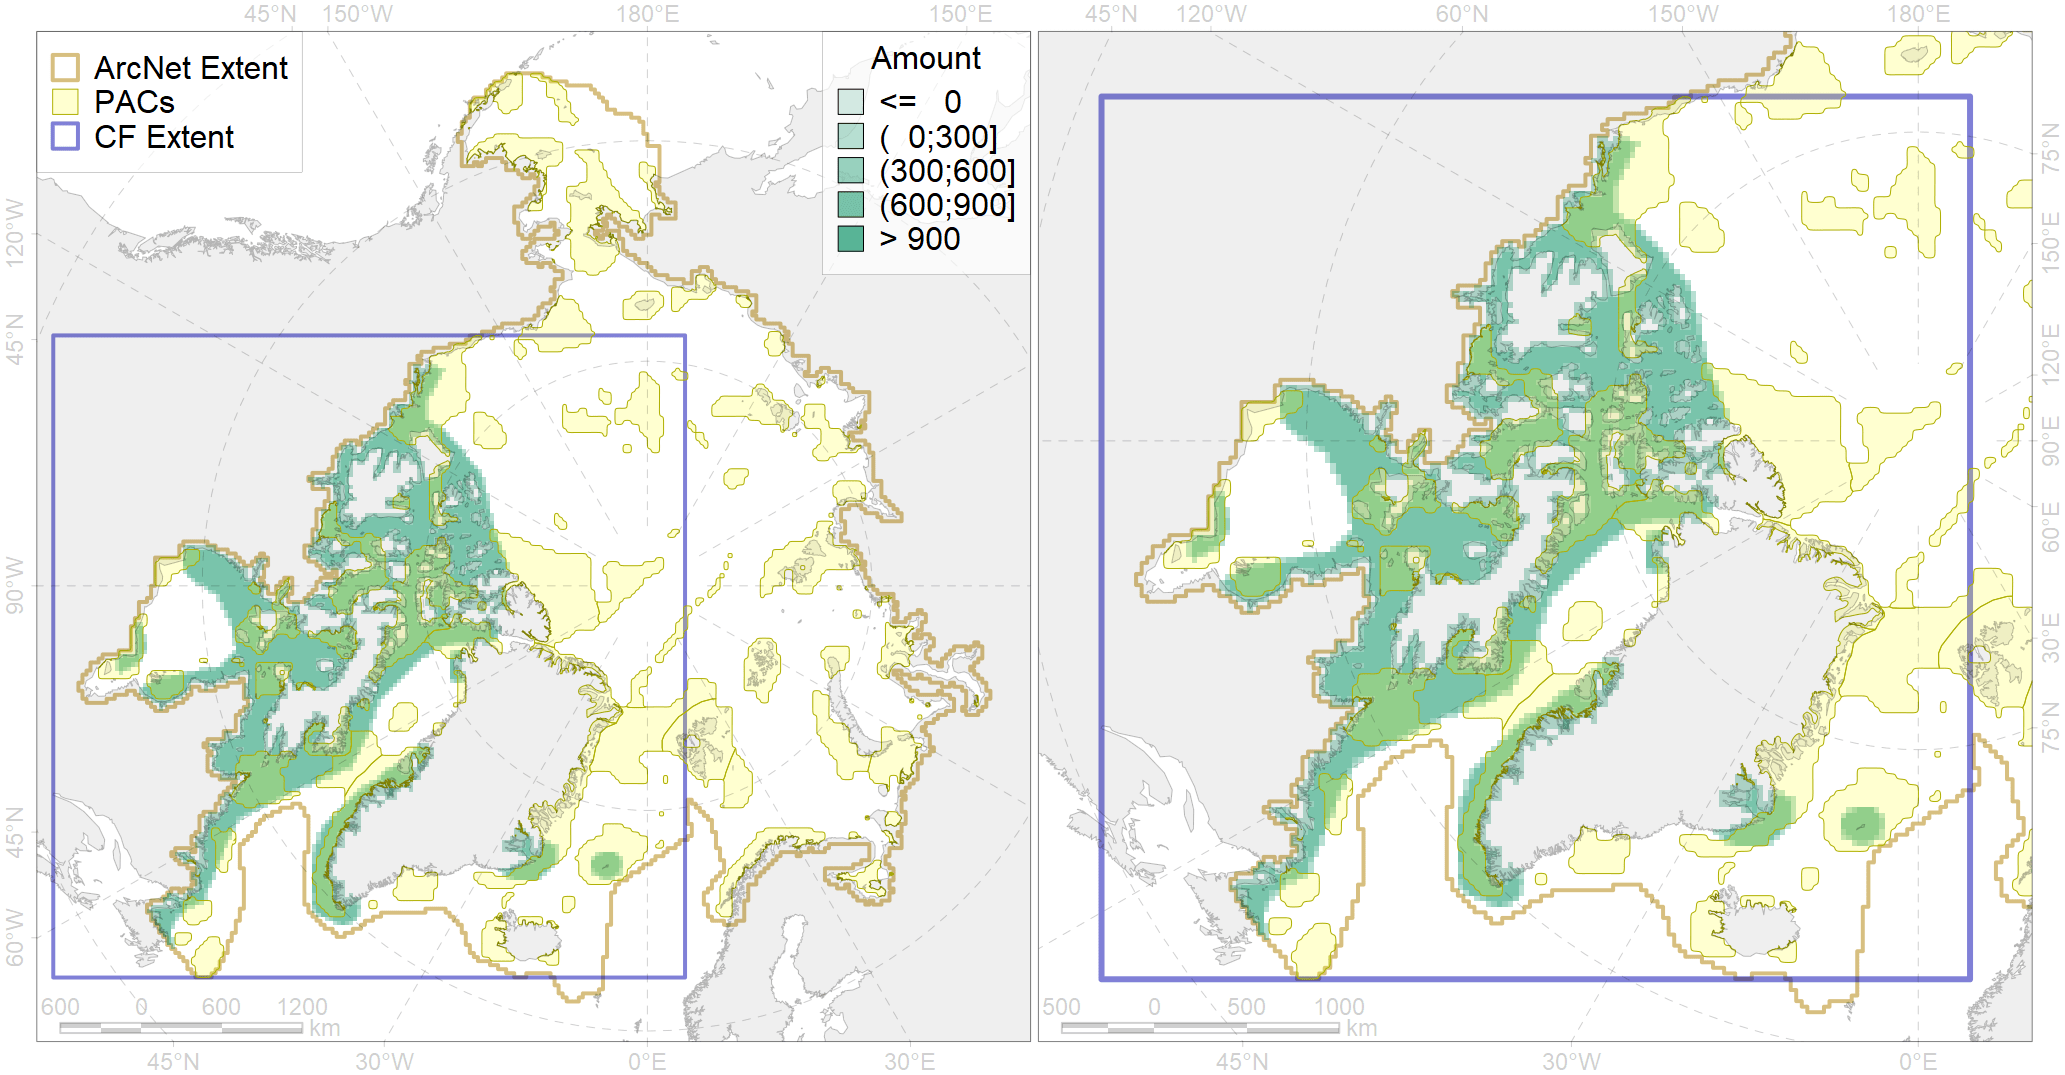 45°N 150°W 180°E 150°E
45°N 120°W 60°N 150°W 180°E
ArcNet Extent
PACs
CF Extent
Amount
<= 0
( 0;300]
(300;600]
(600;900]
> 900
120°W
45°N
90°W
45°N
60°W
75°N
150°E
120°E
90°E
60°E
30°E
75°N
600 0 600 1200
km
500 0 500 1000
km
45°N 30°W 0°E 30°E
45°N 30°W 0°E